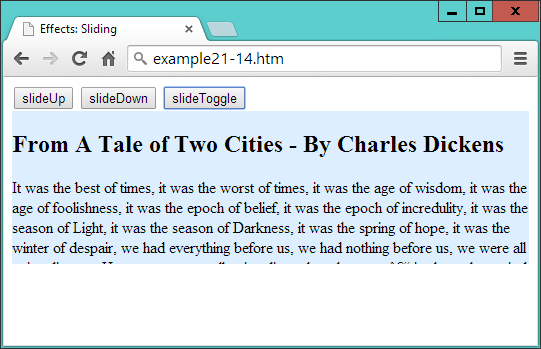 Effects: Sliding
example21-14.htm
slideUp slideDown slideToggle
From A Tale of Two Cities - By Charles Dickens
It was the best of times, it was the worst of times, it was the age of wisdom, it was the
age of foolishness, it was the epoch of belief, it was the epoch of incredulity, it was the
season of Light, it was the season of Darkness, it was the spring of hope, it was the
winter of despair, we had everything before us, we had nothing before us, we were all